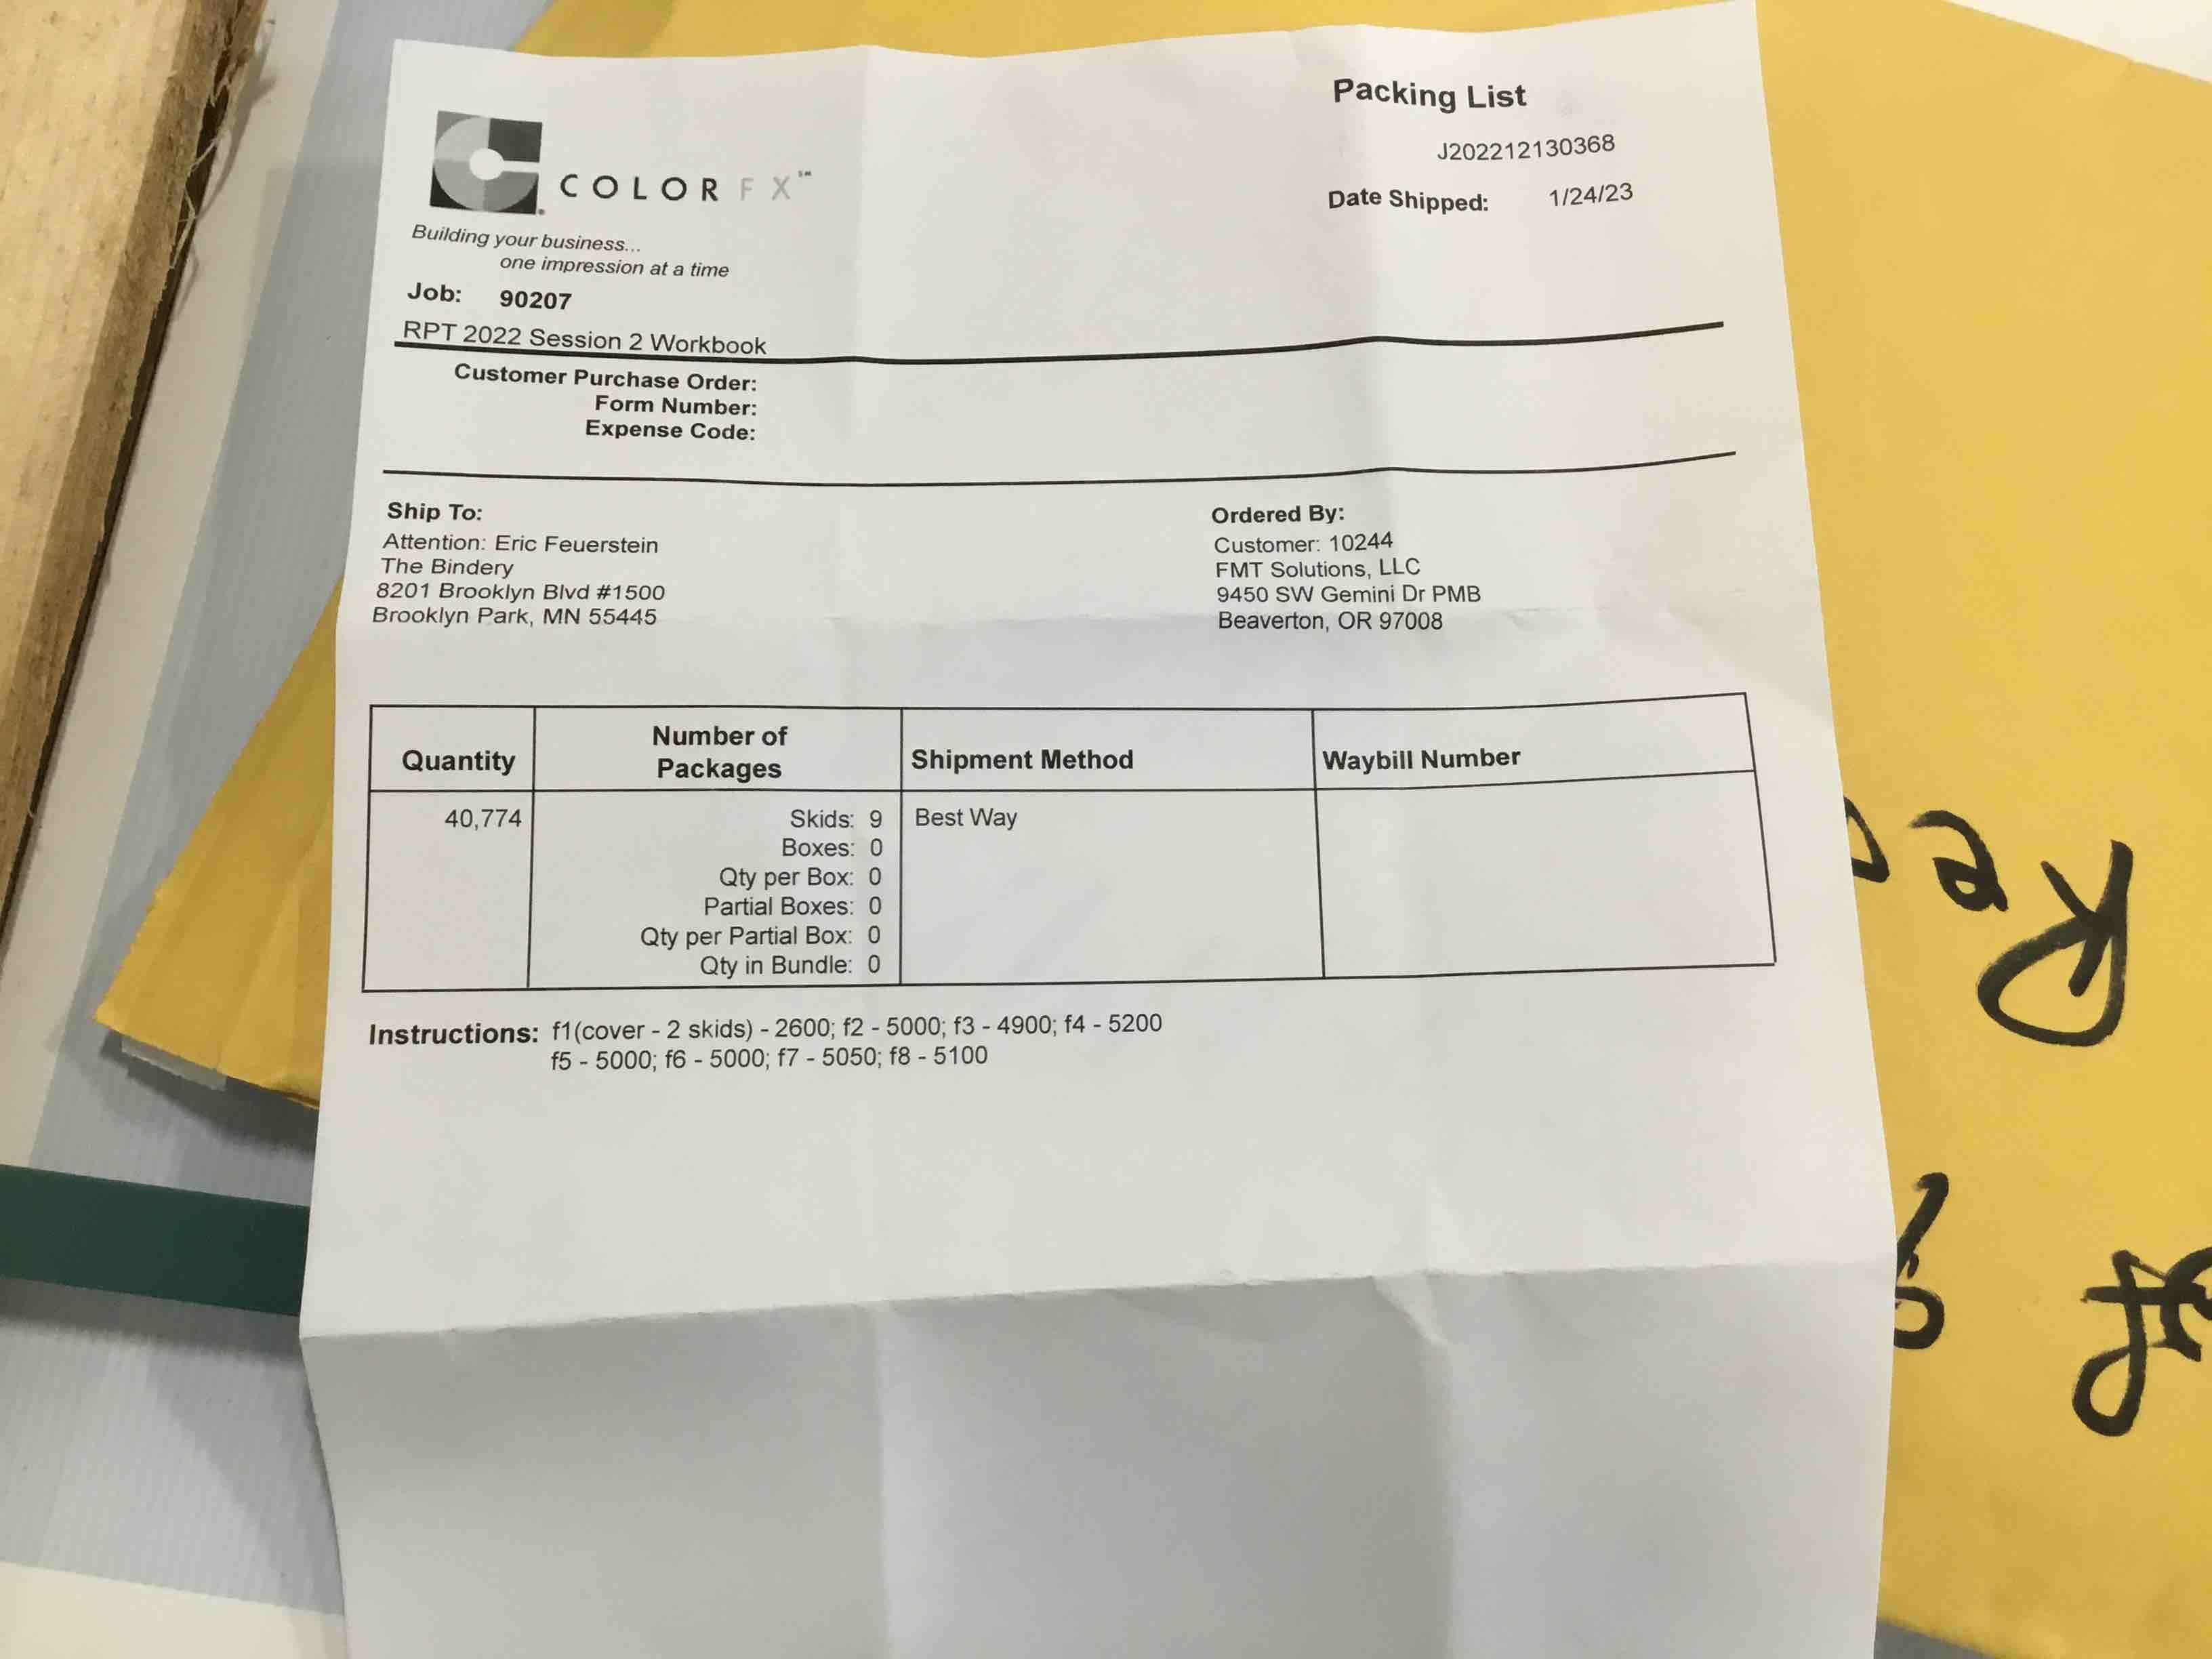 Packing List
J202212130368
Date Shipped: 1/24/23
COLORFX℠
Building your business...
one impression at a time
Job: 90207
RPT 2022 Session 2 Workbook
Customer Purchase Order:
Form Number:
Expense Code:
Ship To:
Attention: Eric Feuerstein
The Bindery
8201 Brooklyn Blvd #1500
Brooklyn Park, MN 55445
Ordered By:
Customer: 10244
FMT Solutions, LLC
9450 SW Gemini Dr PMB
Beaverton, OR 97008
Quantity Number of Packages Shipment Method Waybill Number
40,774 Skids: 9 Best Way
Boxes: 0
Qty per Box: 0
Partial Boxes: 0
Qty per Partial Box: 0
Qty in Bundle: 0
Instructions: f1(cover - 2 skids) - 2600; f2 - 5000; f3 - 4900; f4 - 5200
f5 - 5000; f6 - 5000; f7 - 5050; f8 - 5100